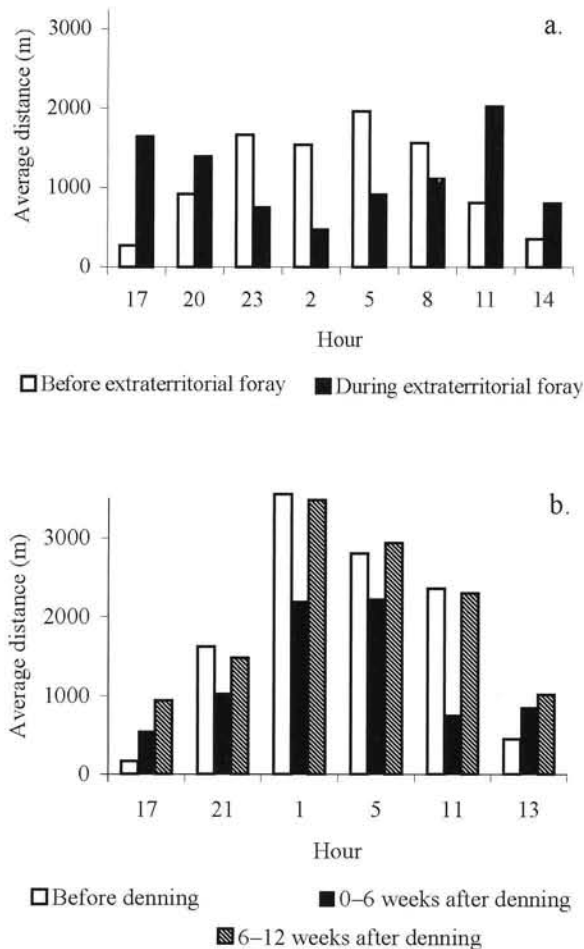 a.
Average distance (m)
3000
2000
1000
0
17 20 23 2 5 8 11 14
Hour
Before extraterritorial foray During extraterritorial foray
b.
Average distance (m)
3000
2000
1000
0
17 21 1 5 11 13
Hour
Before denning 0–6 weeks after denning
6–12 weeks after denning